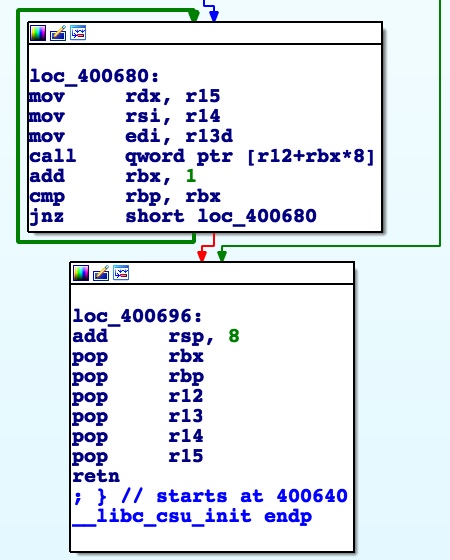 loc_400680:
mov rdx, r15
mov rsi, r14
mov edi, r13d
call qword ptr [r12+rbx*8]
add rbx, 1
cmp rbp, rbx
jnz short loc_400680
loc_400696:
add rsp, 8
pop rbx
pop rbp
pop r12
pop r13
pop r14
pop r15
retn
; } // starts at 400640
__libc_csu_init endp